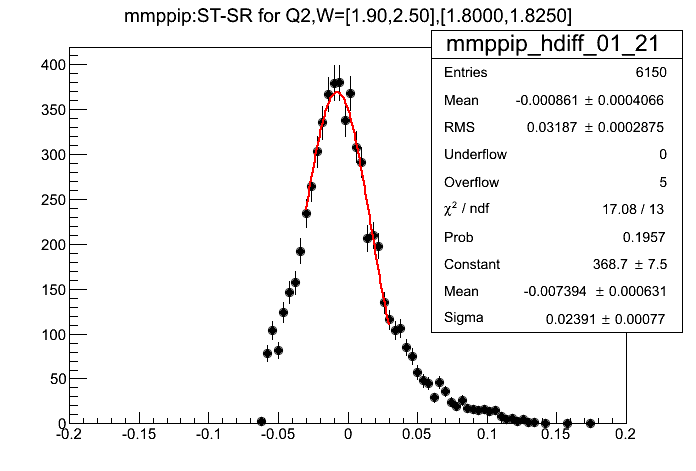 mmppip:ST-SR for Q2,W=[1.90,2.50],[1.8000,1.8250]
mmppip_hdiff_01_21
Entries 6150
Mean -0.000861 ± 0.0004066
RMS 0.03187 ± 0.0002875
Underflow 0
Overflow 5
χ² / ndf 17.08 / 13
Prob 0.1957
Constant 368.7 ± 7.5
Mean -0.007394 ± 0.000631
Sigma 0.02391 ± 0.00077
400
350
300
250
200
150
100
50
0
-0.2 -0.15 -0.1 -0.05 0 0.05 0.1 0.15 0.2